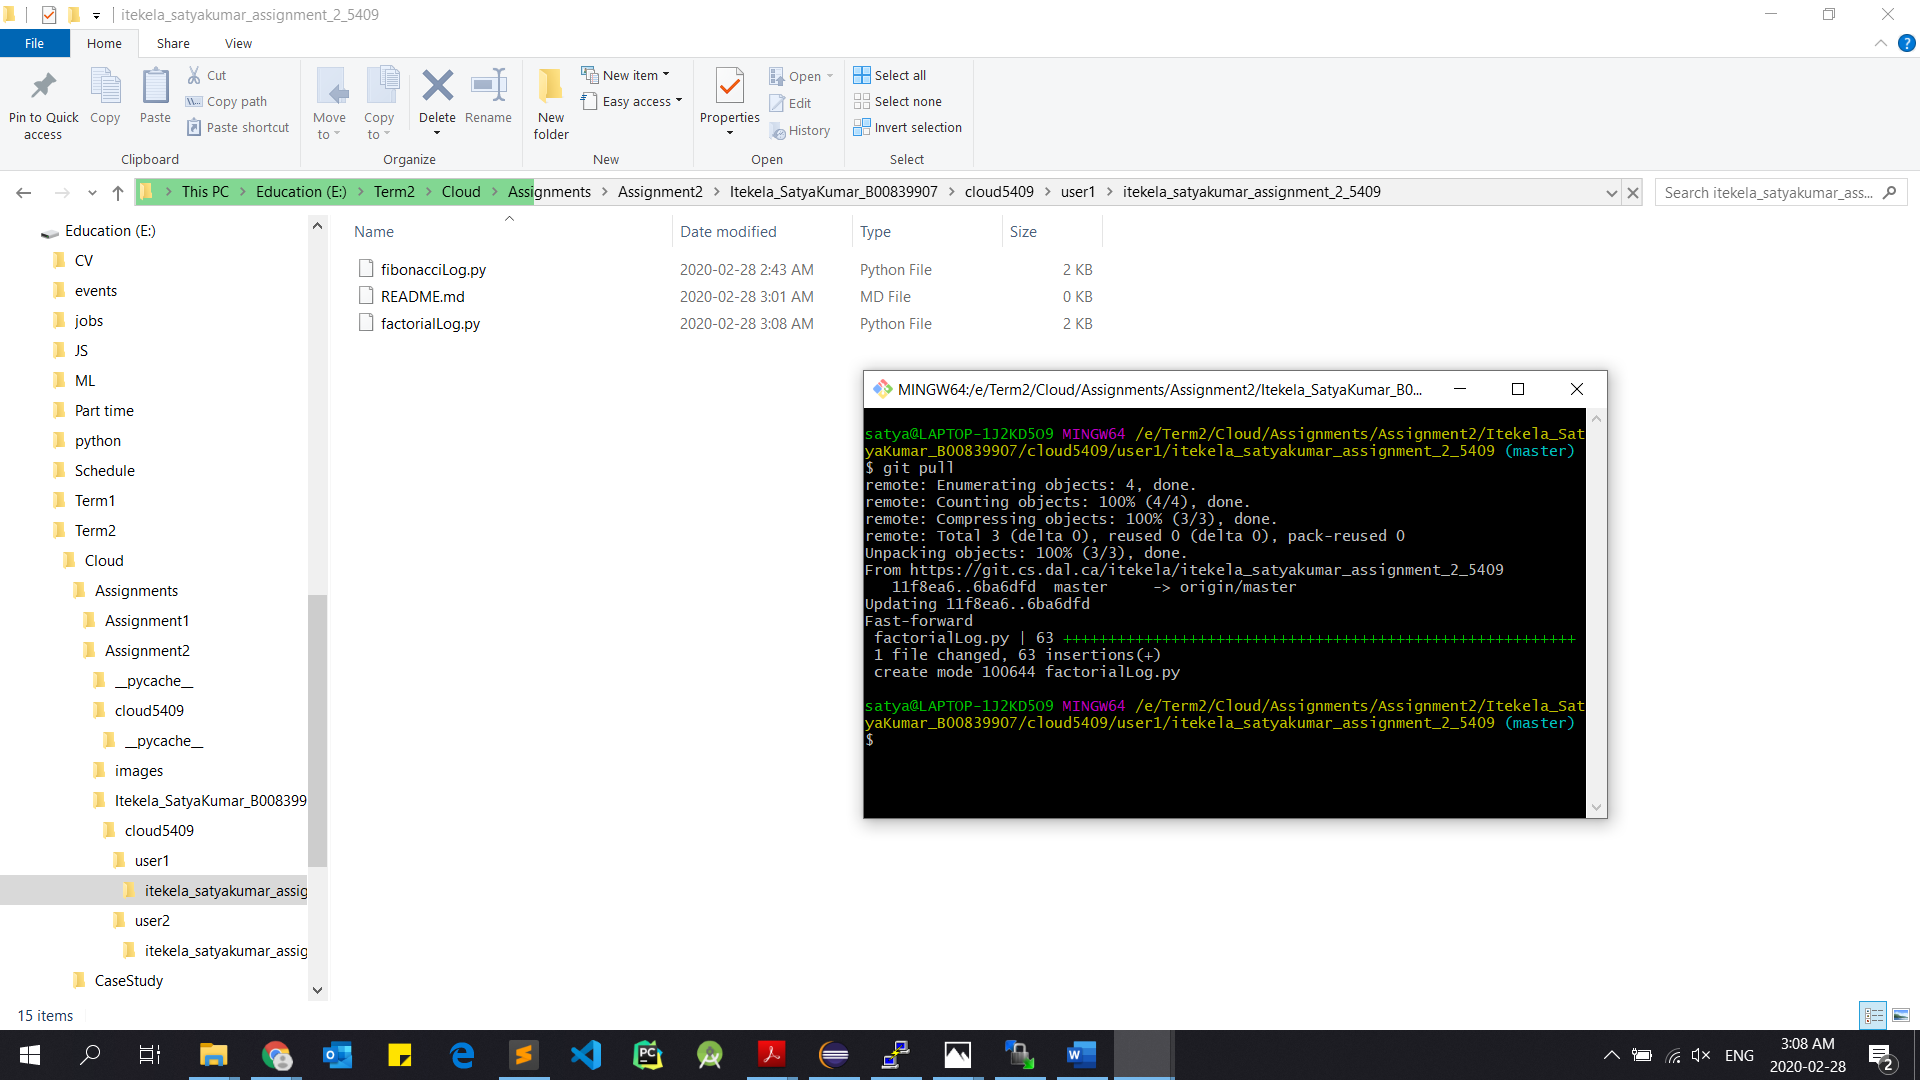 itekela_satyakumar_assignment_2_5409
File
Home
Share
View
Pin to Quick access
Copy
Paste
Cut
Copy path
Paste shortcut
Clipboard
Move to
Copy to
Delete
Rename
Organize
New folder
New item
Easy access
New
Properties
Open
Edit
History
Open
Select all
Select none
Invert selection
Select
This PC > Education (E:) > Term2 > Cloud > Assignments > Assignment2 > Itekela_SatyaKumar_B00839907 > cloud5409 > user1 > itekela_satyakumar_assignment_2_5409
Search itekela_satyakumar_ass...
Education (E:)
CV
events
jobs
JS
ML
Part time
python
Schedule
Term1
Term2
Cloud
Assignments
Assignment1
Assignment2
__pycache__
cloud5409
__pycache__
images
Itekela_SatyaKumar_B008399
cloud5409
user1
itekela_satyakumar_assig
user2
itekela_satyakumar_assig
CaseStudy
Name Date modified Type Size
fibonacciLog.py 2020-02-28 2:43 AM Python File 2 KB
README.md 2020-02-28 3:01 AM MD File 0 KB
factorialLog.py 2020-02-28 3:08 AM Python File 2 KB
MINGW64:/e/Term2/Cloud/Assignments/Assignment2/Itekela_SatyaKumar_B0...
satya@LAPTOP-1J2KD5O9 MINGW64 /e/Term2/Cloud/Assignments/Assignment2/Itekela_Sat
yaKumar_B00839907/cloud5409/user1/itekela_satyakumar_assignment_2_5409 (master)
$ git pull
remote: Enumerating objects: 4, done.
remote: Counting objects: 100% (4/4), done.
remote: Compressing objects: 100% (3/3), done.
remote: Total 3 (delta 0), reused 0 (delta 0), pack-reused 0
Unpacking objects: 100% (3/3), done.
From https://git.cs.dal.ca/itekela/itekela_satyakumar_assignment_2_5409
11f8ea6..6ba6dfd master -> origin/master
Updating 11f8ea6..6ba6dfd
Fast-forward
factorialLog.py | 63 +++++++++++++++++++++++++++++++++++++++++++++++++++++++++
1 file changed, 63 insertions(+)
create mode 100644 factorialLog.py
satya@LAPTOP-1J2KD5O9 MINGW64 /e/Term2/Cloud/Assignments/Assignment2/Itekela_Sat
yaKumar_B00839907/cloud5409/user1/itekela_satyakumar_assignment_2_5409 (master)
$
15 items
ENG
3:08 AM
2020-02-28
2